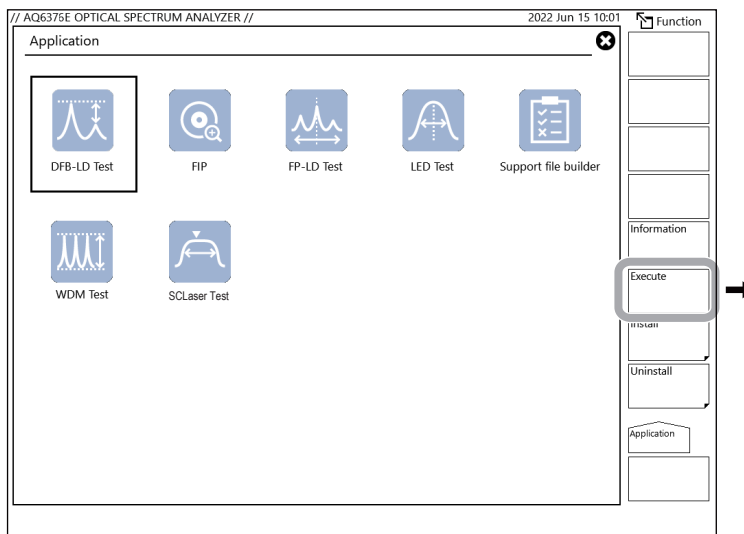 // AQ6376E OPTICAL SPECTRUM ANALYZER // 2022 Jun 15 10:01
Function
Application
DFB-LD Test FIP FP-LD Test LED Test Support file builder
Information
WDM Test SCLaser Test
Execute
Install
Uninstall
Application